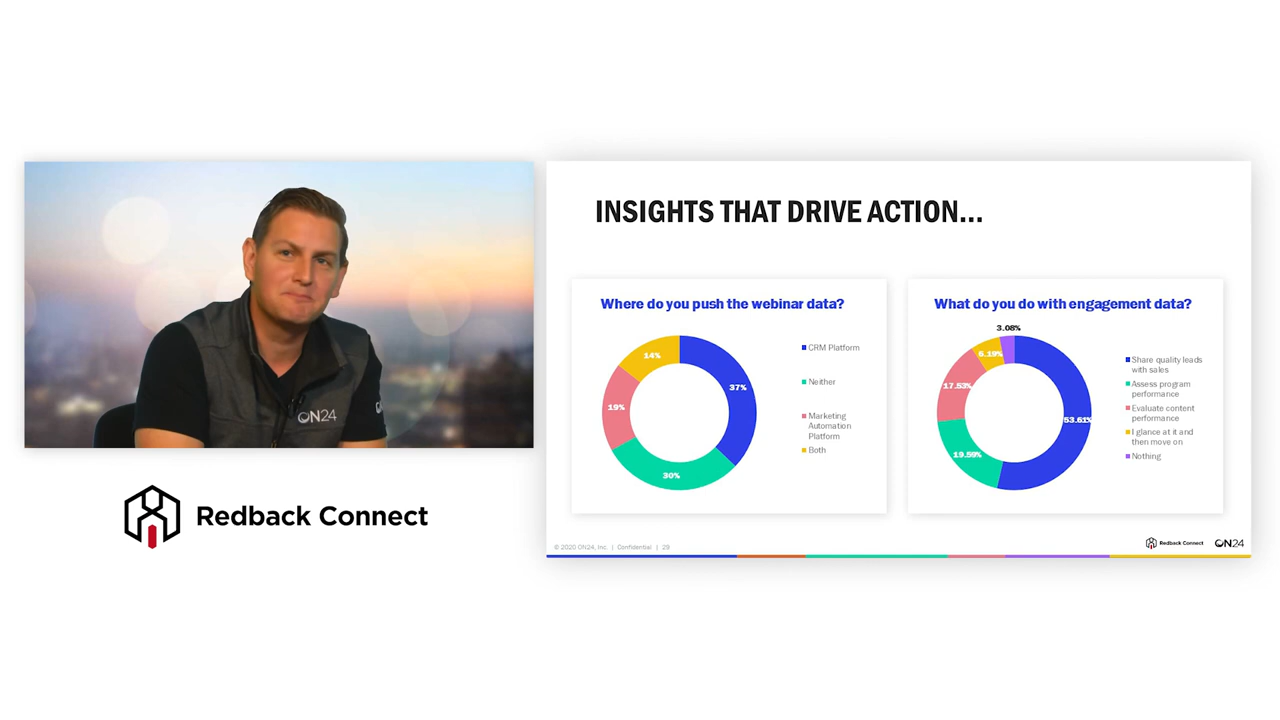 INSIGHTS THAT DRIVE ACTION...
Where do you push the webinar data?
14%
37%
19%
30%
CRM Platform
Neither
Marketing
Automation
Platform
Both
What do you do with engagement data?
3.08%
6.19%
17.53%
53.61%
19.59%
Share quality leads
with sales
Assess program
performance
Evaluate content
performance
I glance at it and
then move on
Nothing
ON24
Redback Connect
© 2020 ON24, Inc. | Confidential | 29
Redback Connect
ON24